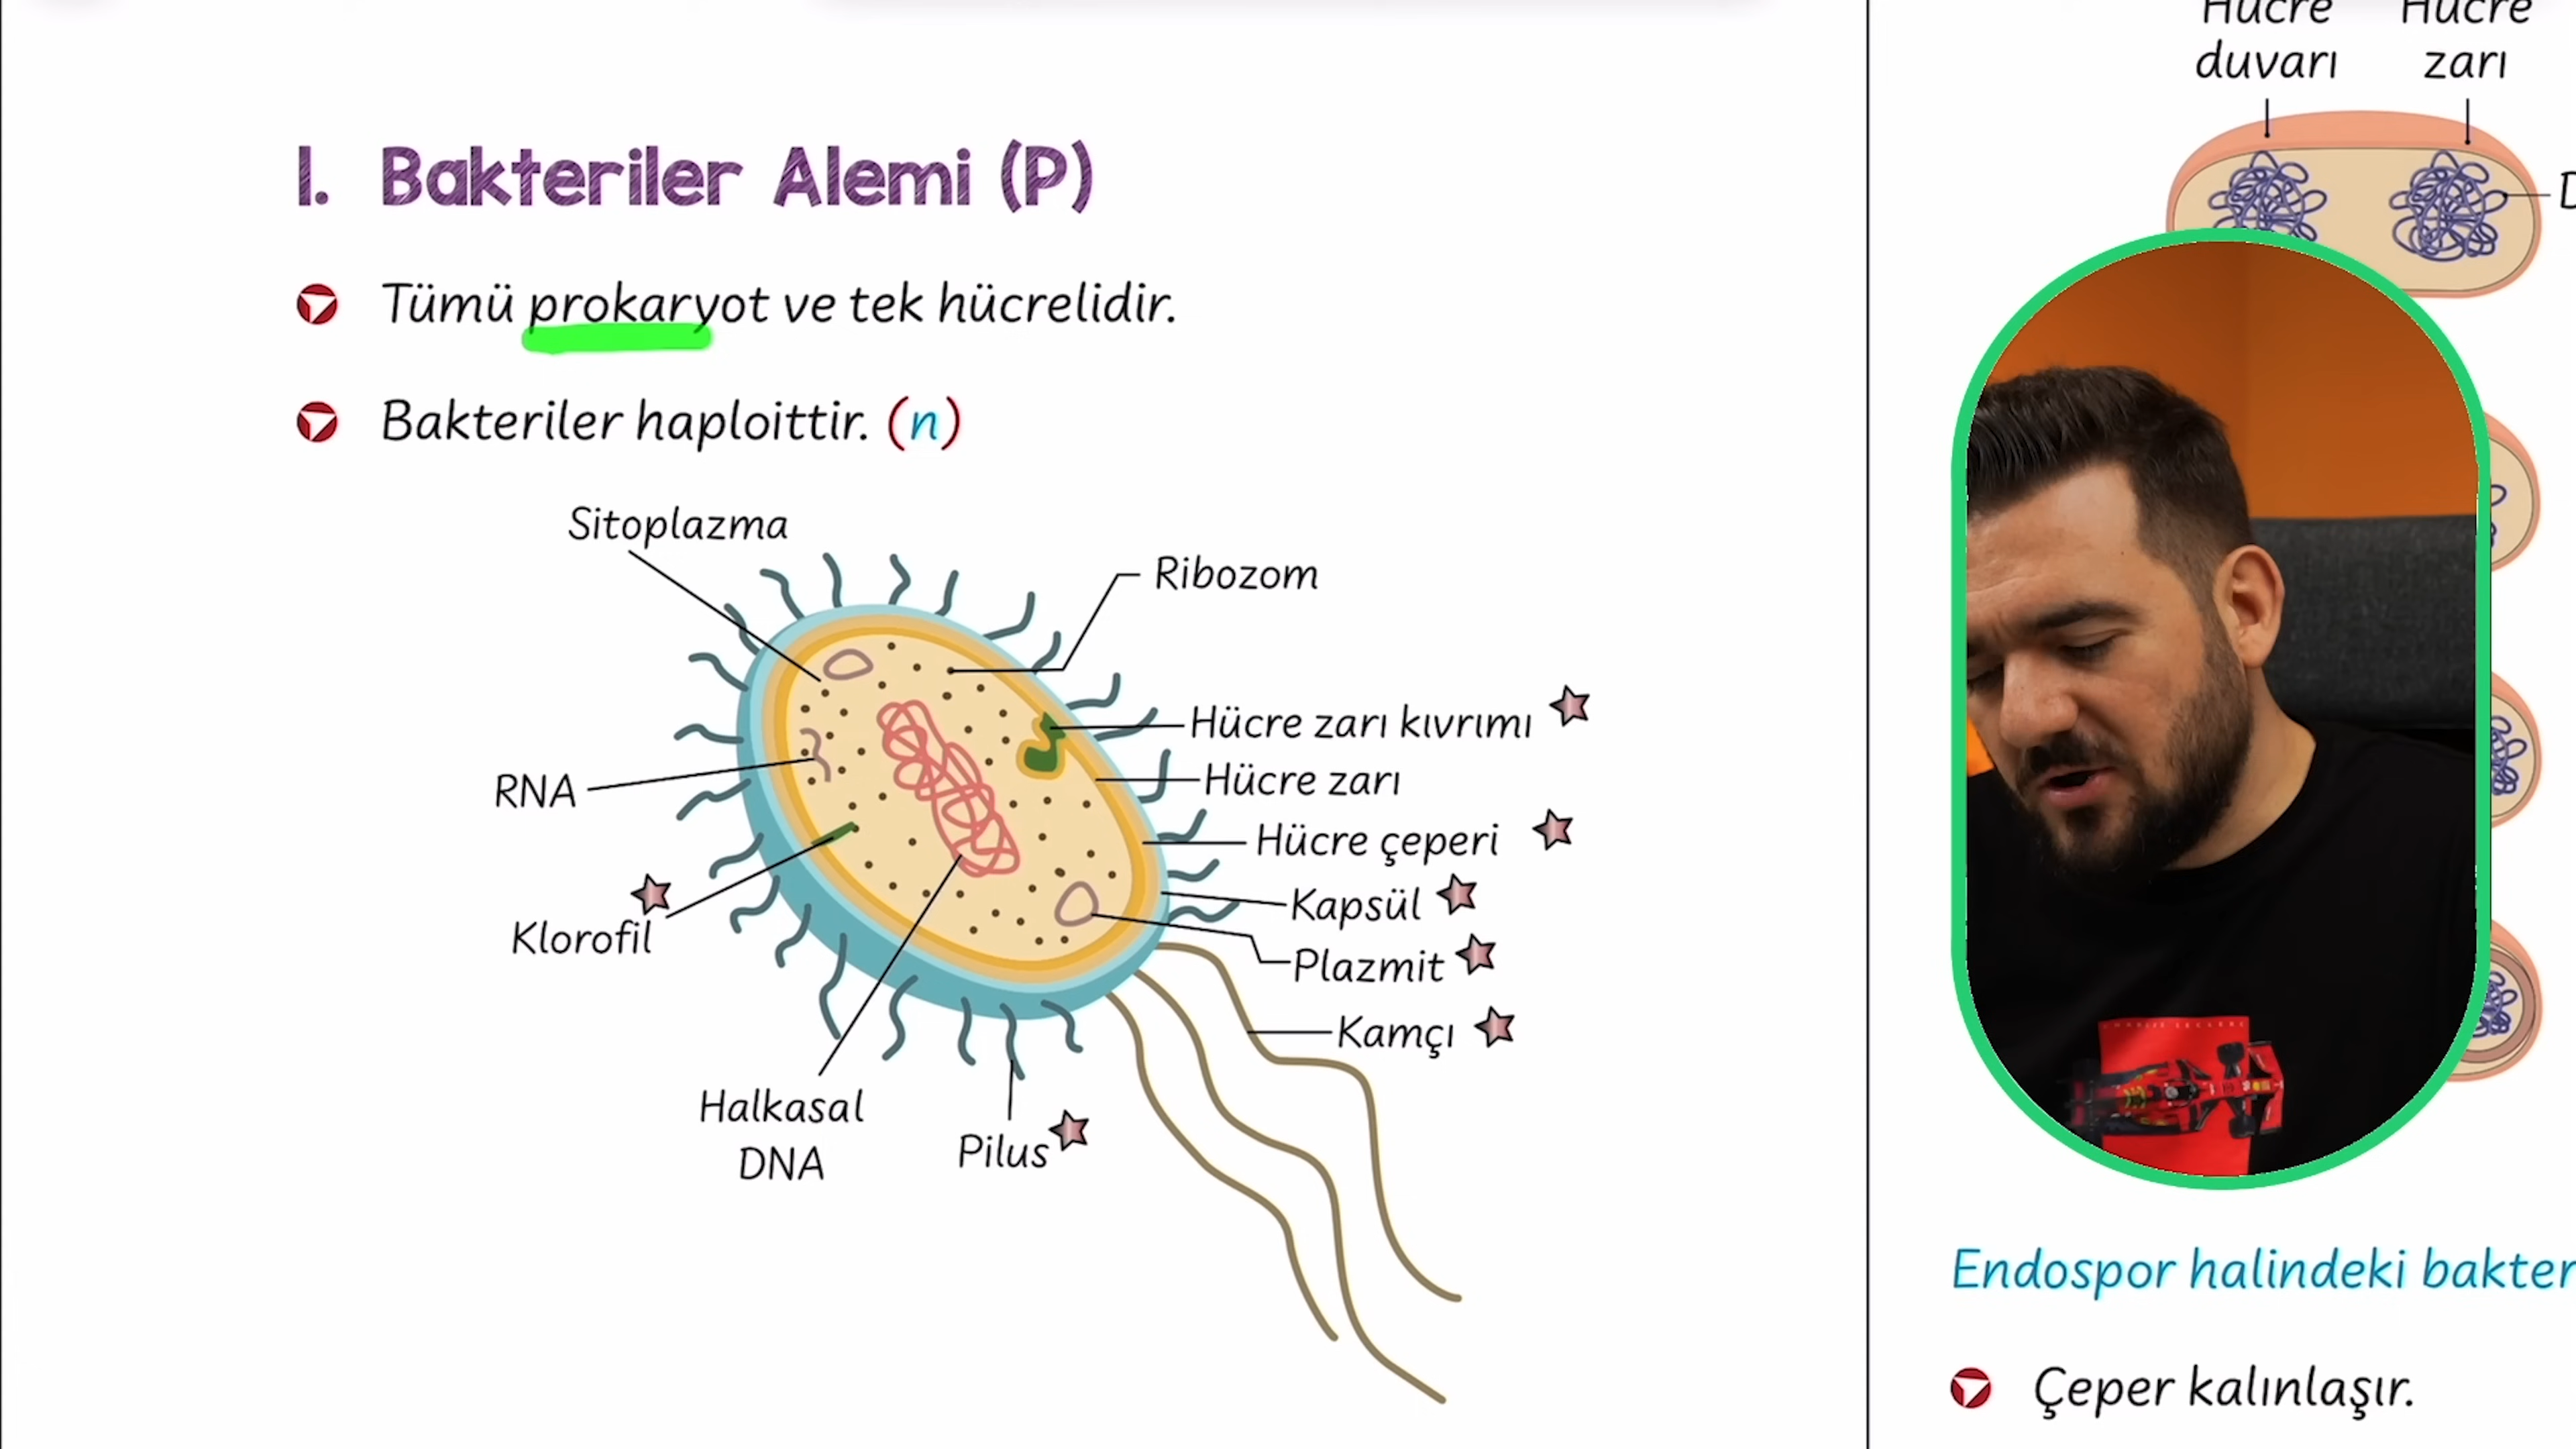 I. Bakteriler Alemi (P)
Tümü prokaryot ve tek hücrelidir.
Bakteriler haploittir. (n)
Sitoplazma
Ribozom
Hücre zarı kıvrımı
Hücre zarı
RNA
Hücre çeperi
Kapsül
Klorofil
Plazmit
Kamçı
Halkasal
DNA
Pilus
Hücre
duvarı
Hücre
zarı
D
Endospor halindeki bakter
Çeper kalınlaşır.